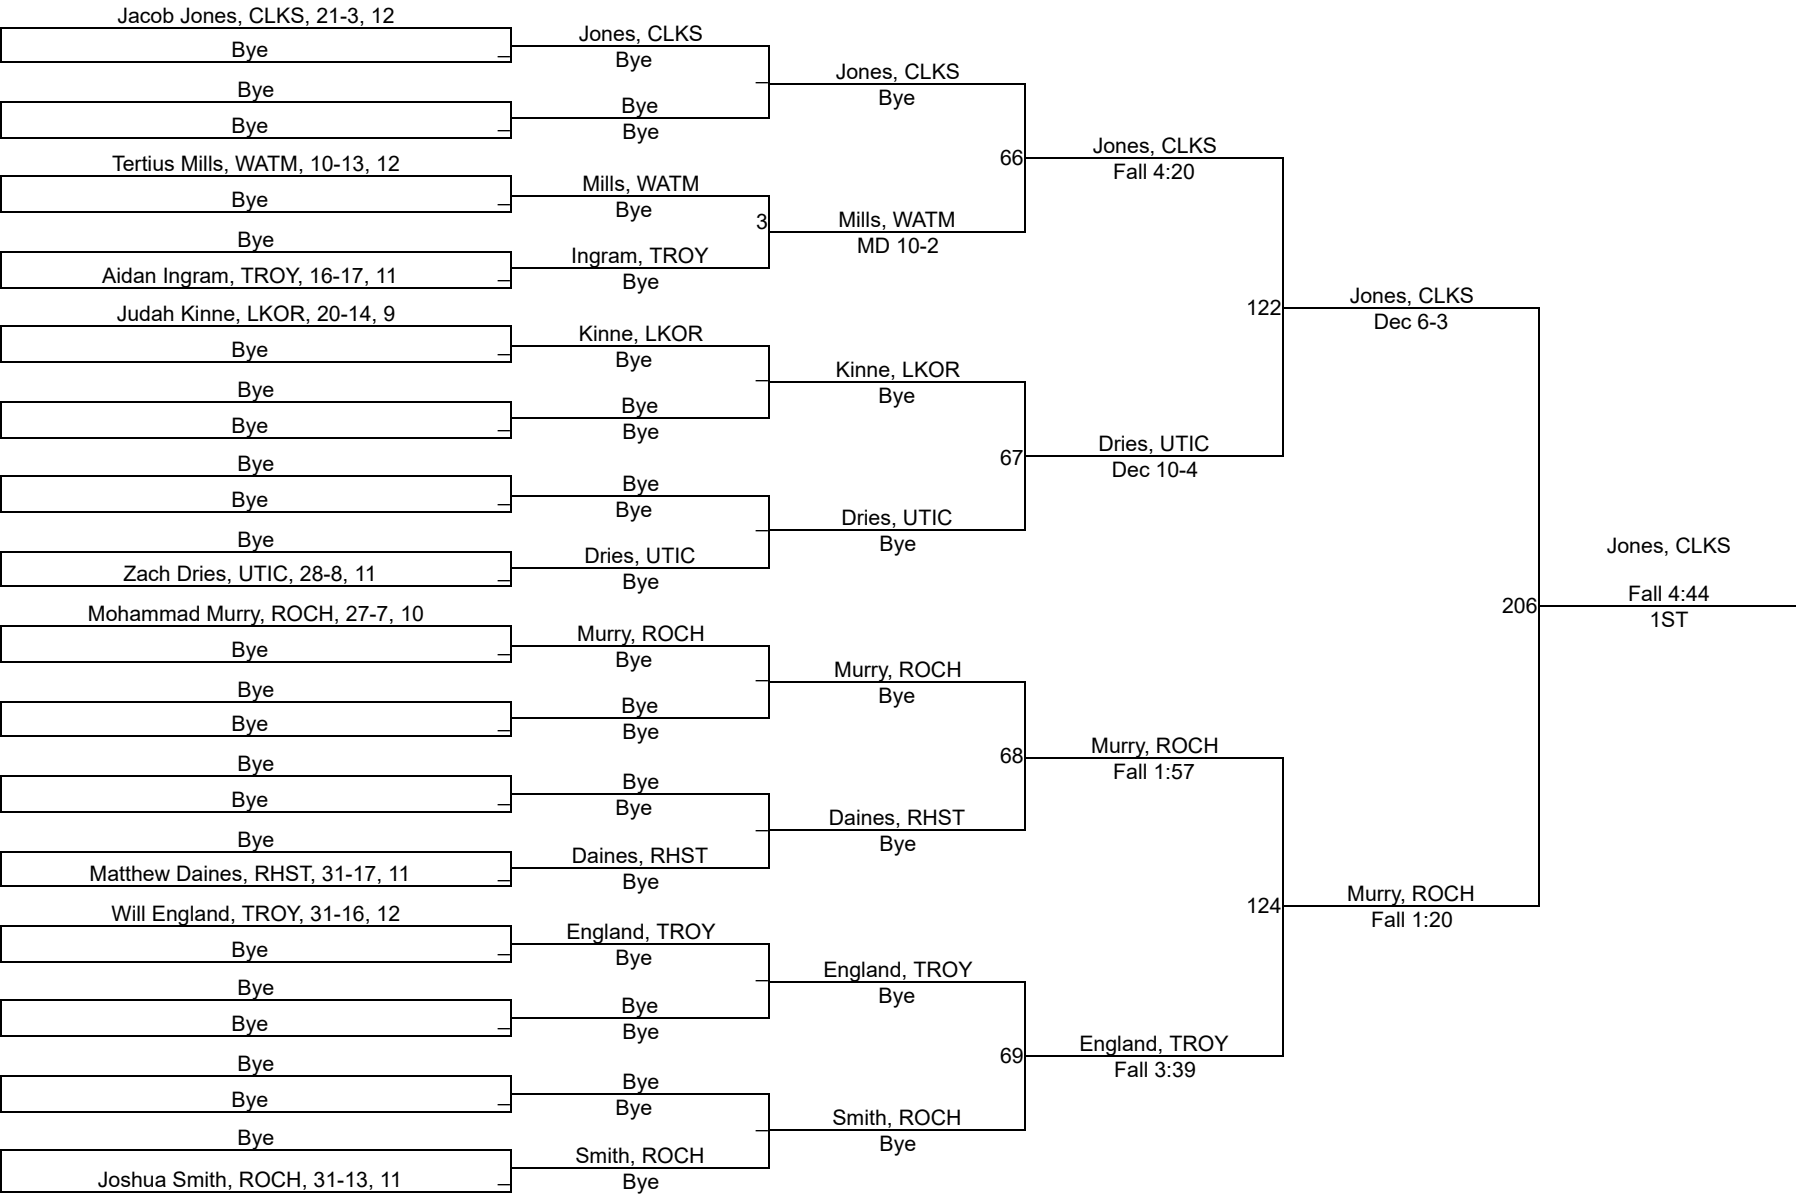 Jacob Jones, CLKS, 21-3, 12
Bye
Bye
Bye
Tertius Mills, WATM, 10-13, 12
Bye
Bye
Aidan Ingram, TROY, 16-17, 11
Judah Kinne, LKOR, 20-14, 9
Bye
Bye
Bye
Bye
Bye
Bye
Zach Dries, UTIC, 28-8, 11
Mohammad Murry, ROCH, 27-7, 10
Bye
Bye
Bye
Bye
Bye
Bye
Matthew Daines, RHST, 31-17, 11
Will England, TROY, 31-16, 12
Bye
Bye
Bye
Bye
Bye
Bye
Joshua Smith, ROCH, 31-13, 11
Jones, CLKS
Bye
Bye
Bye
Mills, WATM
Bye
3
Ingram, TROY
Bye
Kinne, LKOR
Bye
Bye
Bye
Bye
Bye
Dries, UTIC
Bye
Murry, ROCH
Bye
Bye
Bye
Bye
Bye
Daines, RHST
Bye
England, TROY
Bye
Bye
Bye
Bye
Bye
Smith, ROCH
Bye
Jones, CLKS
Bye
66
Mills, WATM
MD 10-2
Kinne, LKOR
Bye
67
Dries, UTIC
Bye
Murry, ROCH
Bye
68
Daines, RHST
Bye
England, TROY
Bye
69
Smith, ROCH
Bye
Jones, CLKS
Fall 4:20
122
Dries, UTIC
Dec 10-4
Murry, ROCH
Fall 1:57
124
England, TROY
Fall 3:39
Jones, CLKS
Dec 6-3
206
Murry, ROCH
Fall 1:20
Jones, CLKS
Fall 4:44
1ST